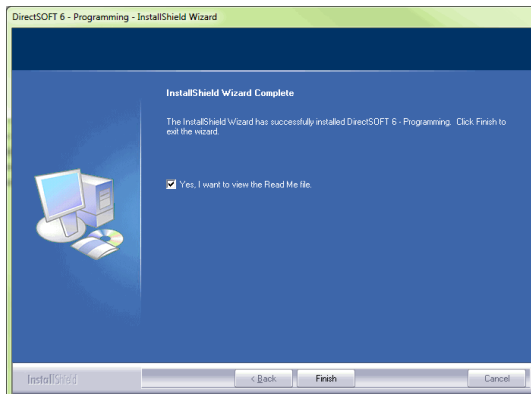 DirectSOFT 6 - Programming - InstallShield Wizard
InstallShield Wizard Complete
The InstallShield Wizard has successfully installed DirectSOFT 6 - Programming. Click Finish to
exit the wizard.
Yes, I want to view the Read Me file.
InstallShield
< Back
Finish
Cancel